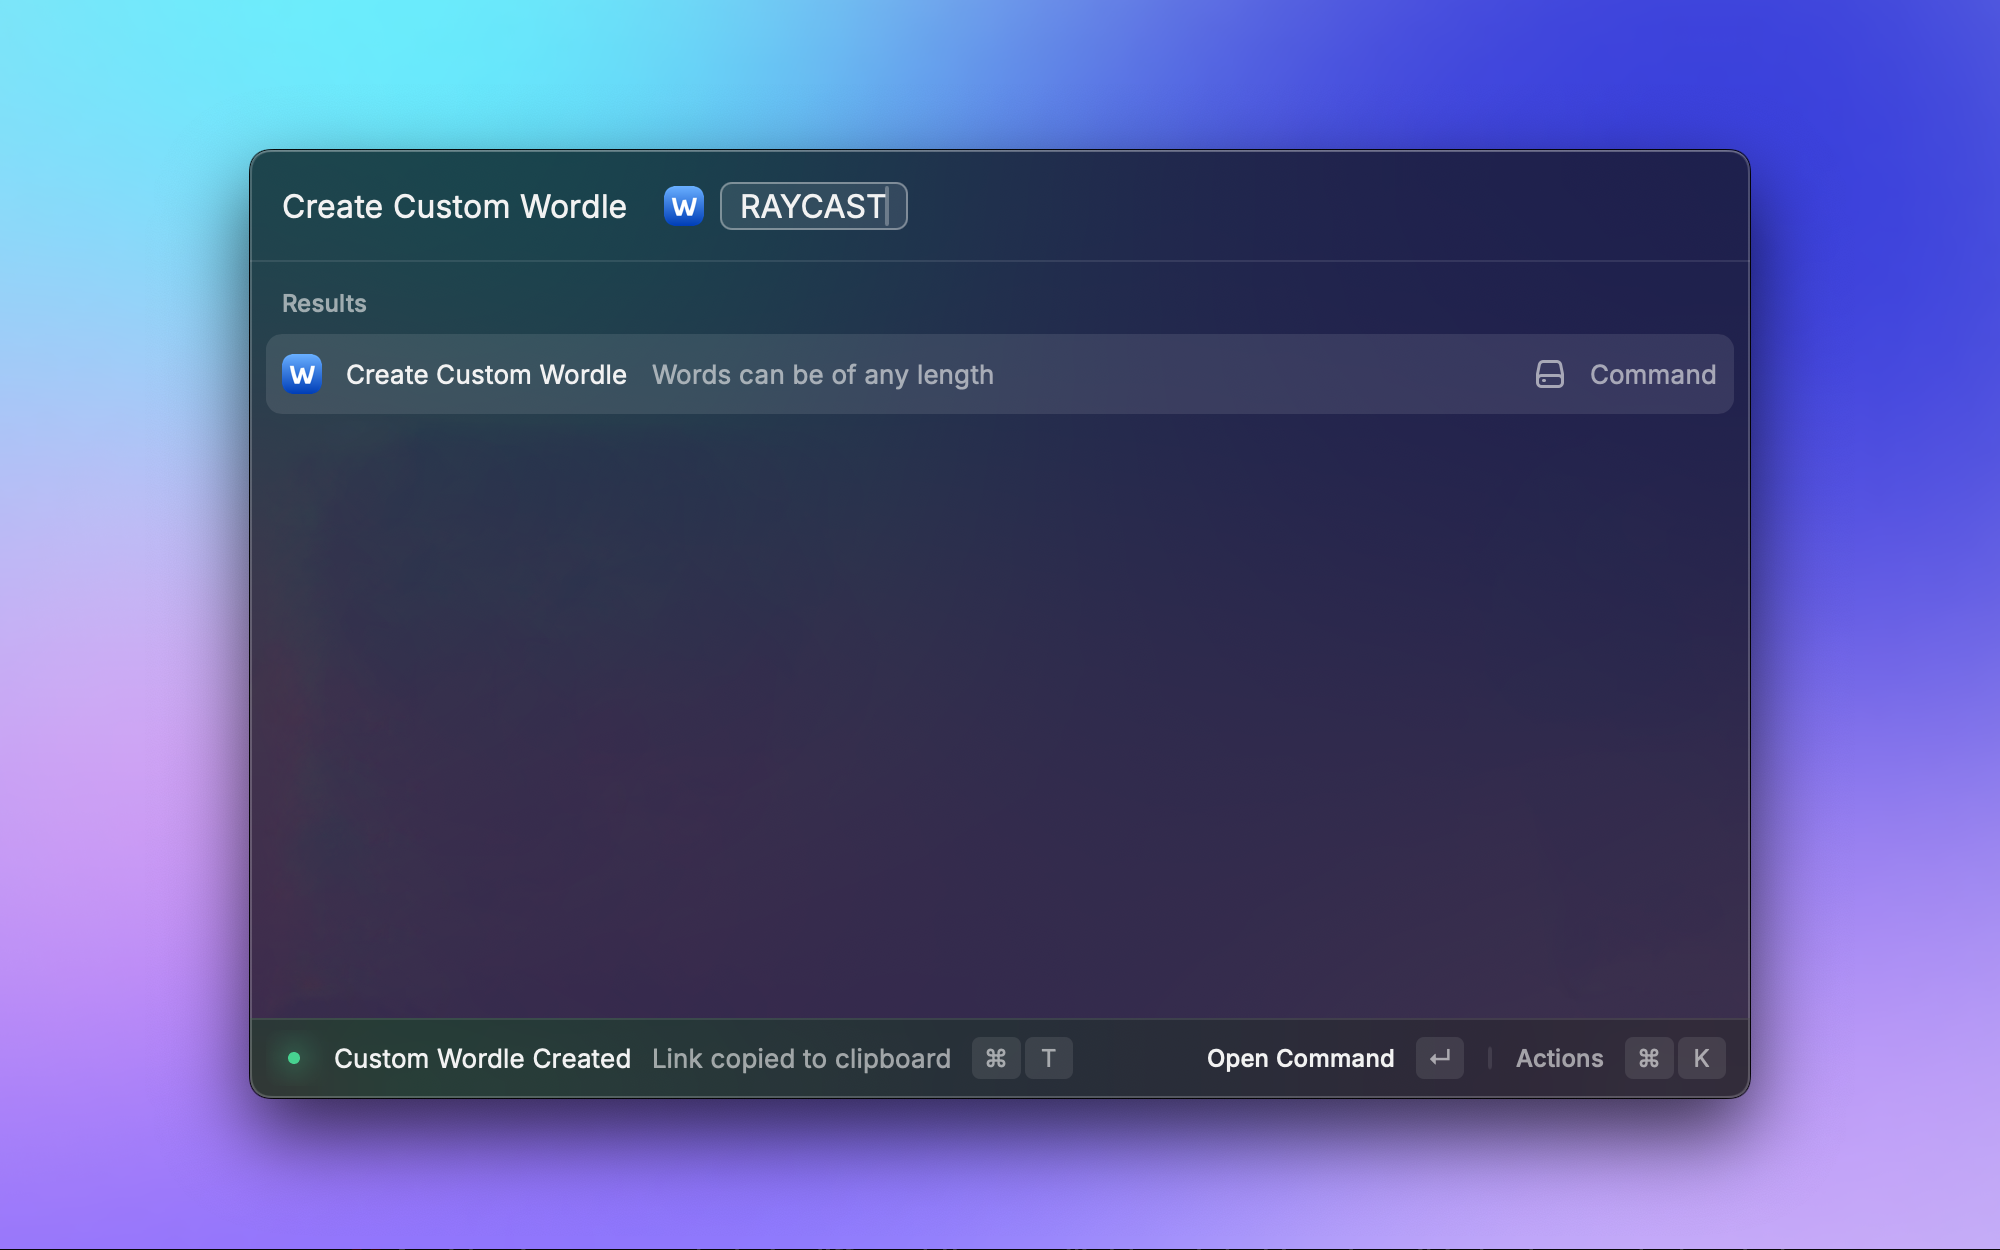 Create Custom Wordle W RAYCAST
Results
W Create Custom Wordle Words can be of any length Command
Custom Wordle Created Link copied to clipboard ⌘ T Open Command ↵ Actions ⌘ K